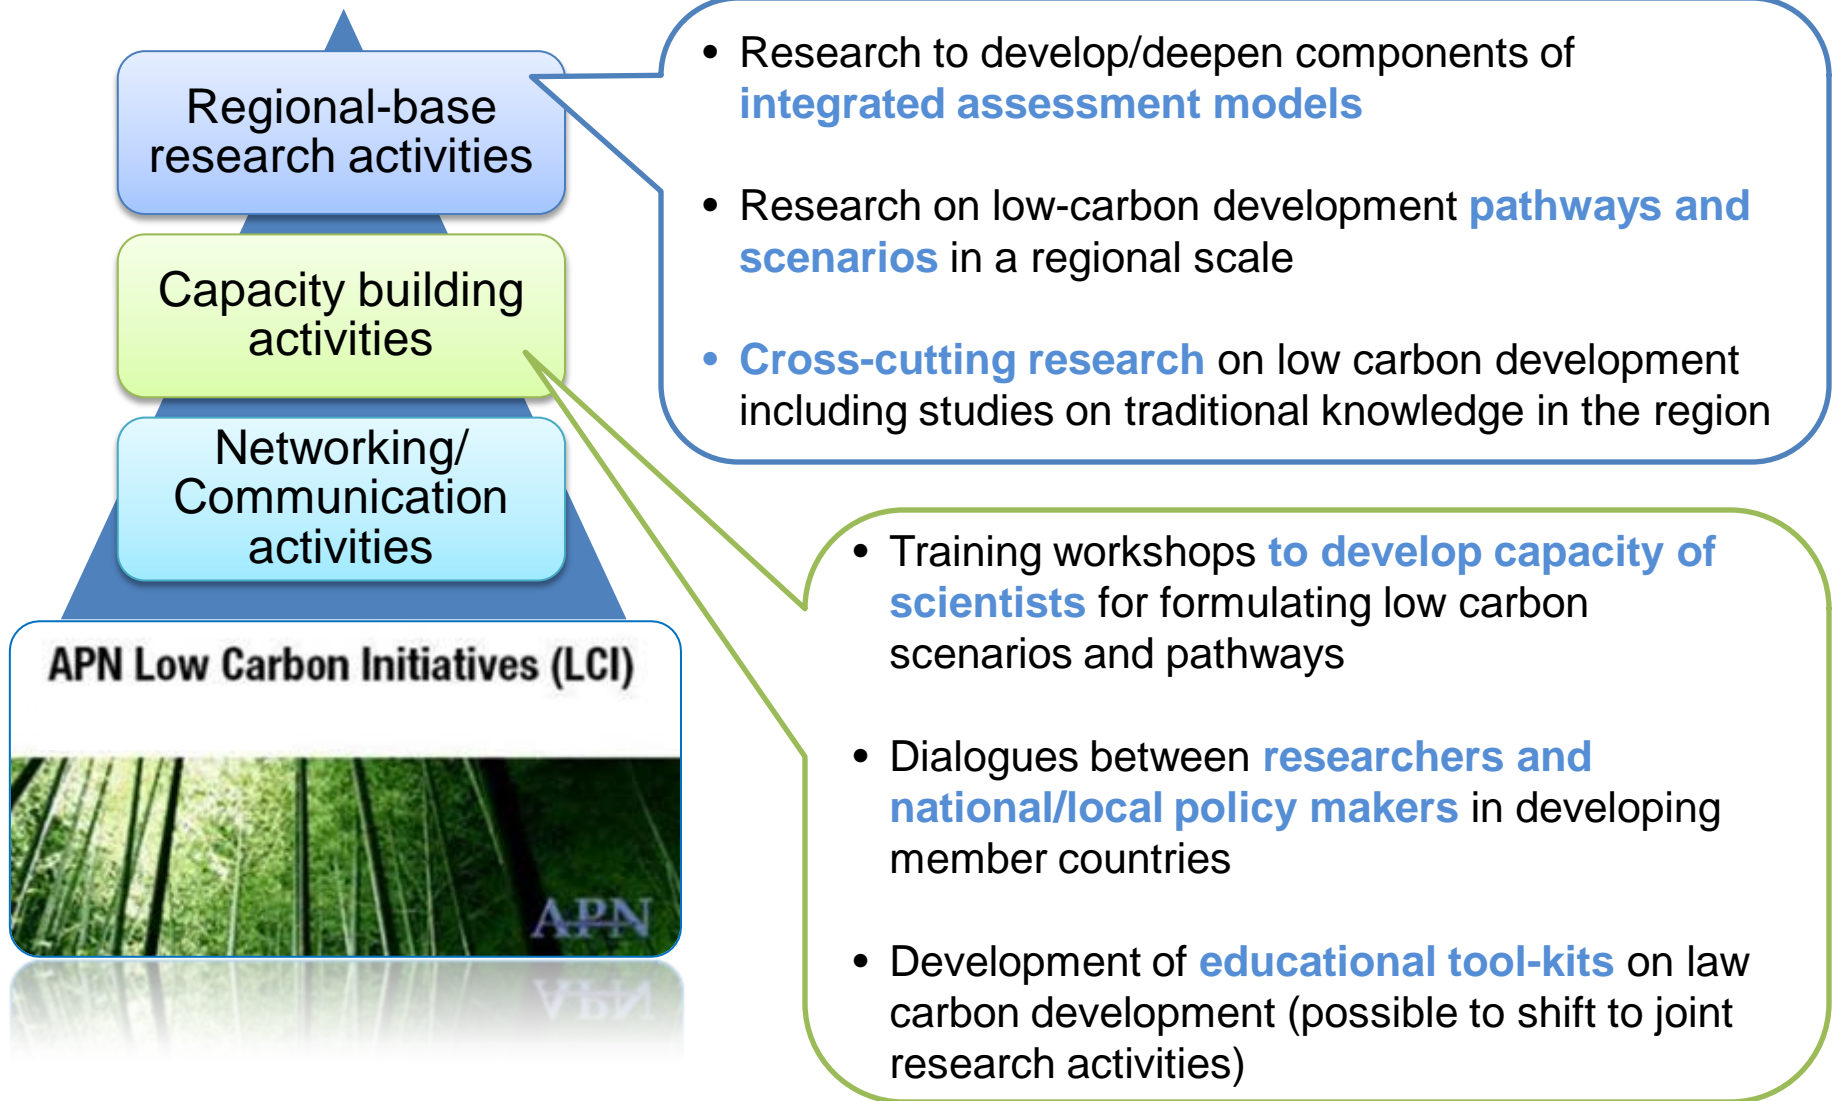 Regional-base
research activities
Capacity building
activities
Networking/
Communication
activities
APN Low Carbon Initiatives (LCI)
APN
• Research to develop/deepen components of
integrated assessment models
• Research on low-carbon development pathways and
scenarios in a regional scale
• Cross-cutting research on low carbon development
including studies on traditional knowledge in the region
• Training workshops to develop capacity of
scientists for formulating low carbon
scenarios and pathways
• Dialogues between researchers and
national/local policy makers in developing
member countries
• Development of educational tool-kits on law
carbon development (possible to shift to joint
research activities)